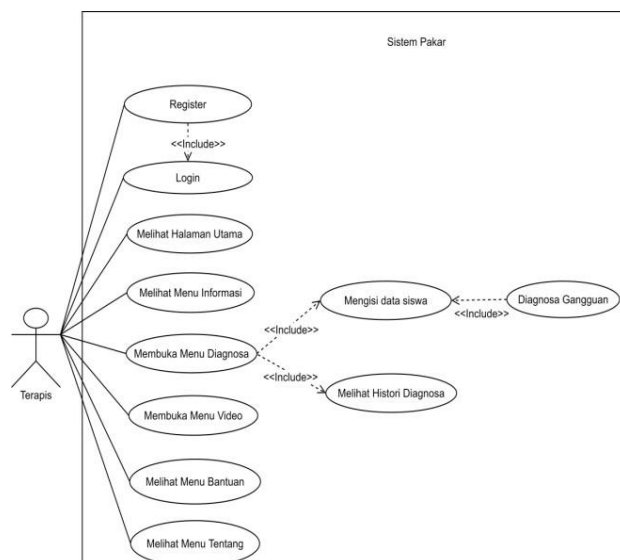 Sistem Pakar
Register
<<Include>>
Login
Melihat Halaman Utama
Melihat Menu Informasi
Mengisi data siswa
Diagnosa Gangguan
<<Include>>
<<Include>>
Membuka Menu Diagnosa
<<Include>>
Terapis
Melihat Histori Diagnosa
Membuka Menu Video
Melihat Menu Bantuan
Melihat Menu Tentang